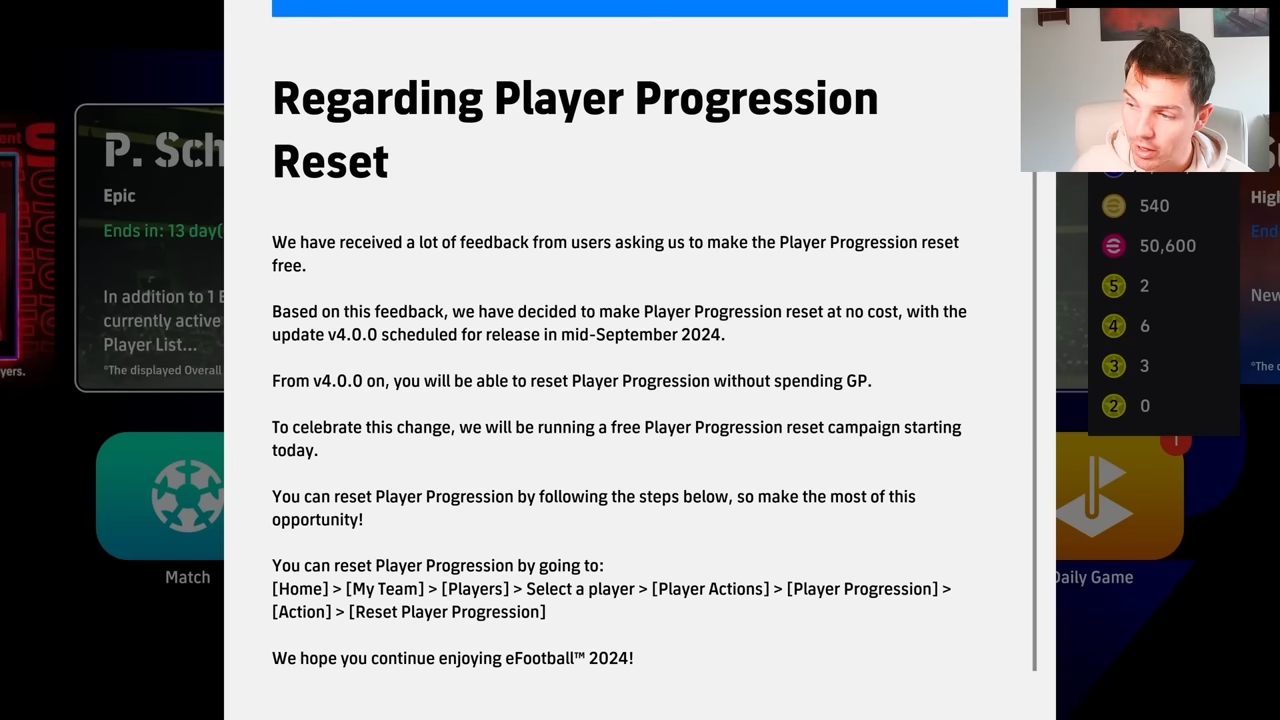 Regarding Player Progression
Reset
We have received a lot of feedback from users asking us to make the Player Progression reset
free.
Based on this feedback, we have decided to make Player Progression reset at no cost, with the
update v4.0.0 scheduled for release in mid-September 2024.
From v4.0.0 on, you will be able to reset Player Progression without spending GP.
To celebrate this change, we will be running a free Player Progression reset campaign starting
today.
You can reset Player Progression by following the steps below, so make the most of this
opportunity!
You can reset Player Progression by going to:
[Home] > [My Team] > [Players] > Select a player > [Player Actions] > [Player Progression] >
[Action] > [Reset Player Progression]
We hope you continue enjoying eFootball™ 2024!
P. Sch
Epic
Ends in: 13 day(
In addition to 1 E
currently active
Player List...
*The displayed Overall
yers.
Match
540
50,600
5 2
4 6
3 3
2 0
High
End
New
*The d
Daily Game